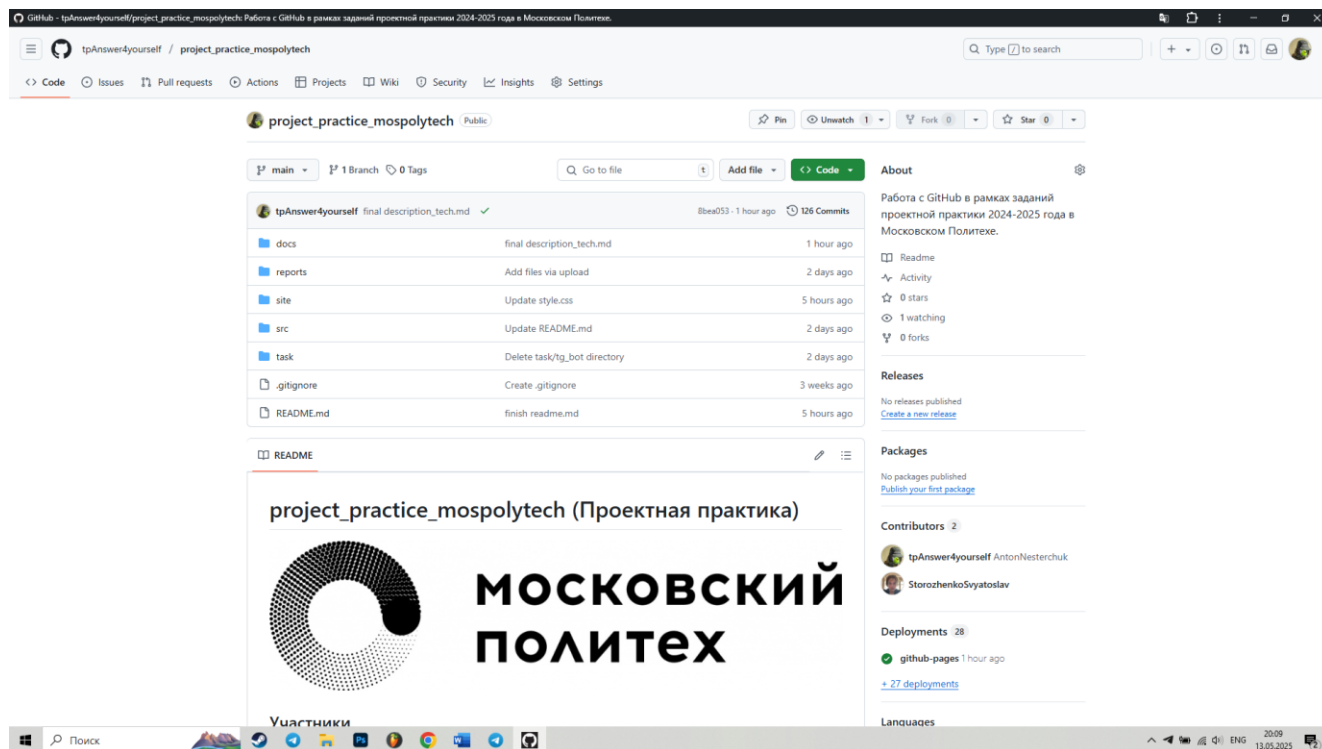 GitHub - tpAnswer4yourself/project_practice_mospolytech: Работа с GitHub в рамках заданий проектной практики 2024-2025 года в Московском Политехе.
tpAnswer4yourself / project_practice_mospolytech
Type / to search
Code Issues Pull requests Actions Projects Wiki Security Insights Settings
project_practice_mospolytech Public
Pin Unwatch 1 Fork 0 Star 0
main 1 Branch 0 Tags Go to file t Add file Code
tpAnswer4yourself final description_tech.md 8bea053 · 1 hour ago 126 Commits
docs final description_tech.md 1 hour ago
reports Add files via upload 2 days ago
site Update style.css 5 hours ago
src Update README.md 2 days ago
task Delete task/tg_bot directory 2 days ago
.gitignore Create .gitignore 3 weeks ago
README.md finish readme.md 5 hours ago
README
project_practice_mospolytech (Проектная практика)
московский
политех
Участники
About
Работа с GitHub в рамках заданий
проектной практики 2024-2025 года в
Московском Политехе.
Readme
Activity
0 stars
1 watching
0 forks
Releases
No releases published
Create a new release
Packages
No packages published
Publish your first package
Contributors 2
tpAnswer4yourself AntonNesterchuk
StorozhenkoSvyatoslav
Deployments 28
github-pages 1 hour ago
+ 27 deployments
Languages
Поиск
Ps
W
ENG
20:09
13.05.2025
2